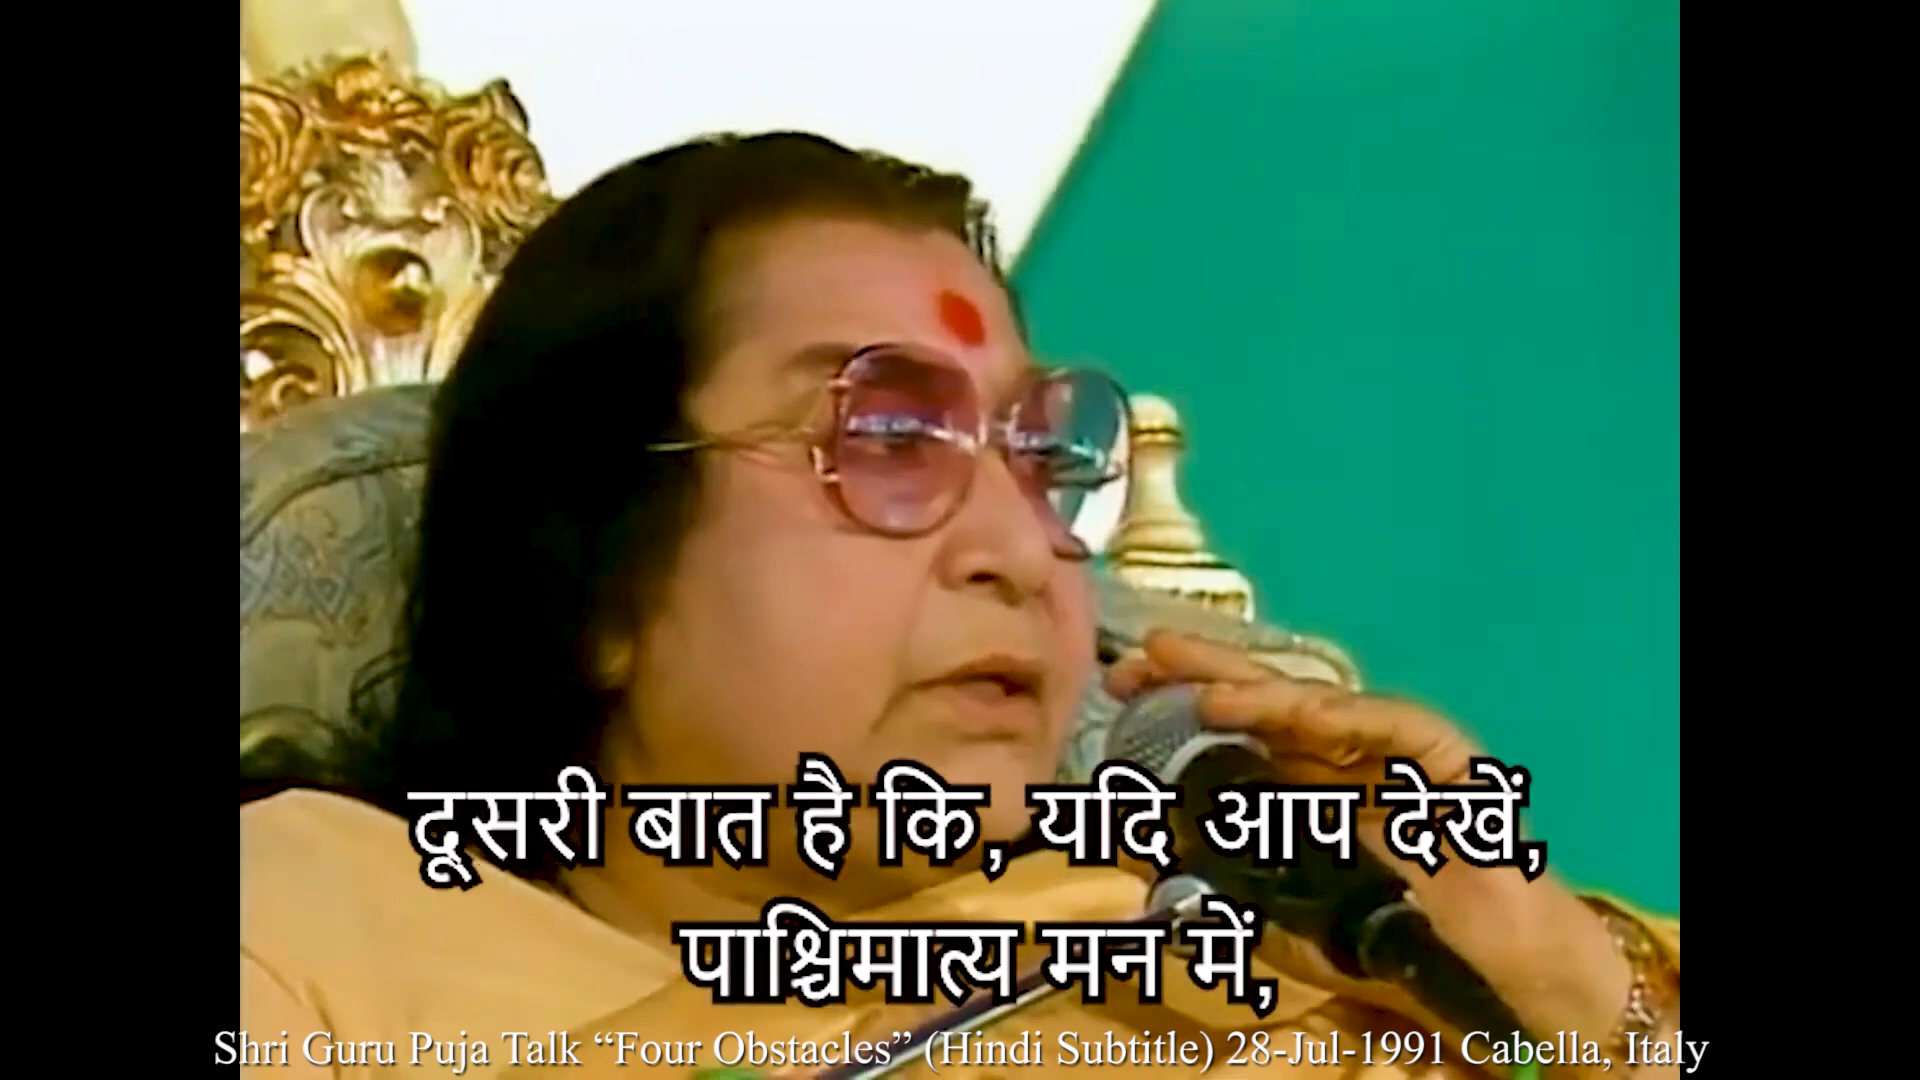 दूसरी बात है कि, यदि आप देखें,
पाश्चिमात्य मन में,
Shri Guru Puja Talk “Four Obstacles” (Hindi Subtitle) 28-Jul-1991 Cabella, Italy